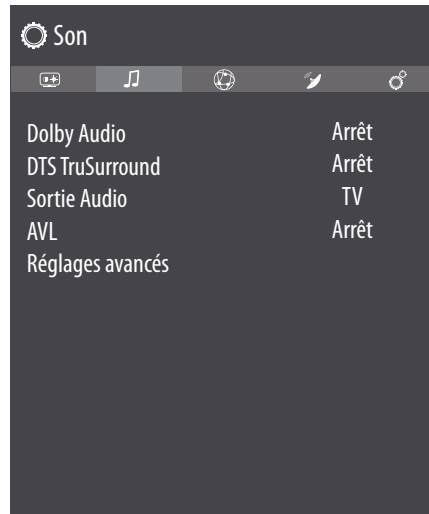 Son
Dolby Audio Arrêt
DTS TruSurround Arrêt
Sortie Audio TV
AVL Arrêt
Réglages avancés